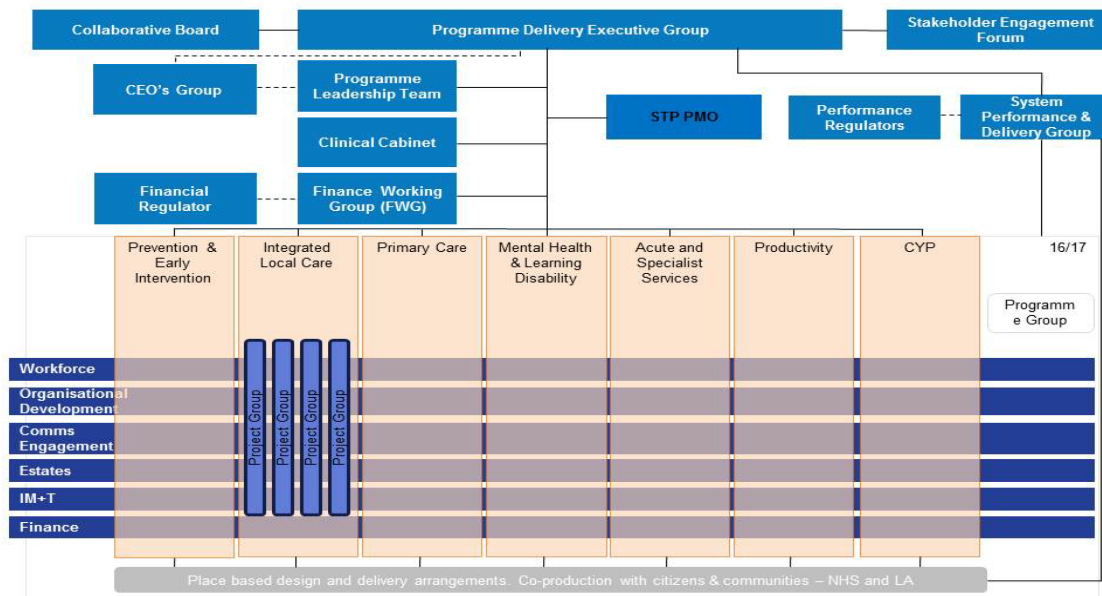 Collaborative Board
Programme Delivery Executive Group
Stakeholder Engagement
Forum
CEO's Group
Programme
Leadership Team
STP PMO
Performance
Regulators
System
Performance &
Delivery Group
Clinical Cabinet
Financial
Regulator
Finance Working
Group (FWG)
Prevention &
Early
Intervention
Integrated
Local Care
Primary Care
Mental Health
& Learning
Disability
Acute and
Specialist
Services
Productivity
CYP
16/17
Programm
e Group
Project Group
Project Group
Project Group
Project Group
Workforce
Organisational
Development
Comms
Engagement
Estates
IM+T
Finance
Place based design and delivery arrangements. Co-production with citizens & communities – NHS and LA